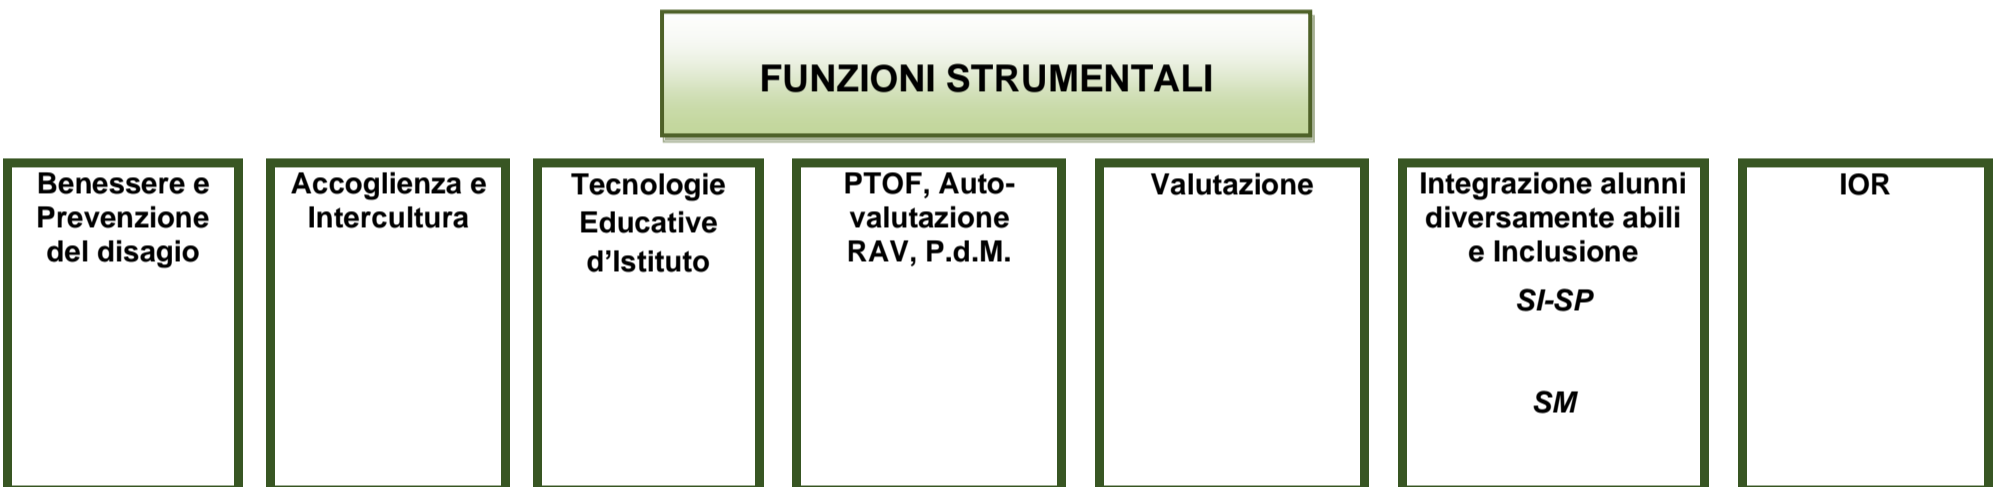 FUNZIONI STRUMENTALI
Benessere e
Prevenzione
del disagio
Accoglienza e
Intercultura
Tecnologie
Educative
d’Istituto
PTOF, Auto-
valutazione
RAV, P.d.M.
Valutazione
Integrazione alunni
diversamente abili
e Inclusione
SI-SP
SM
IOR